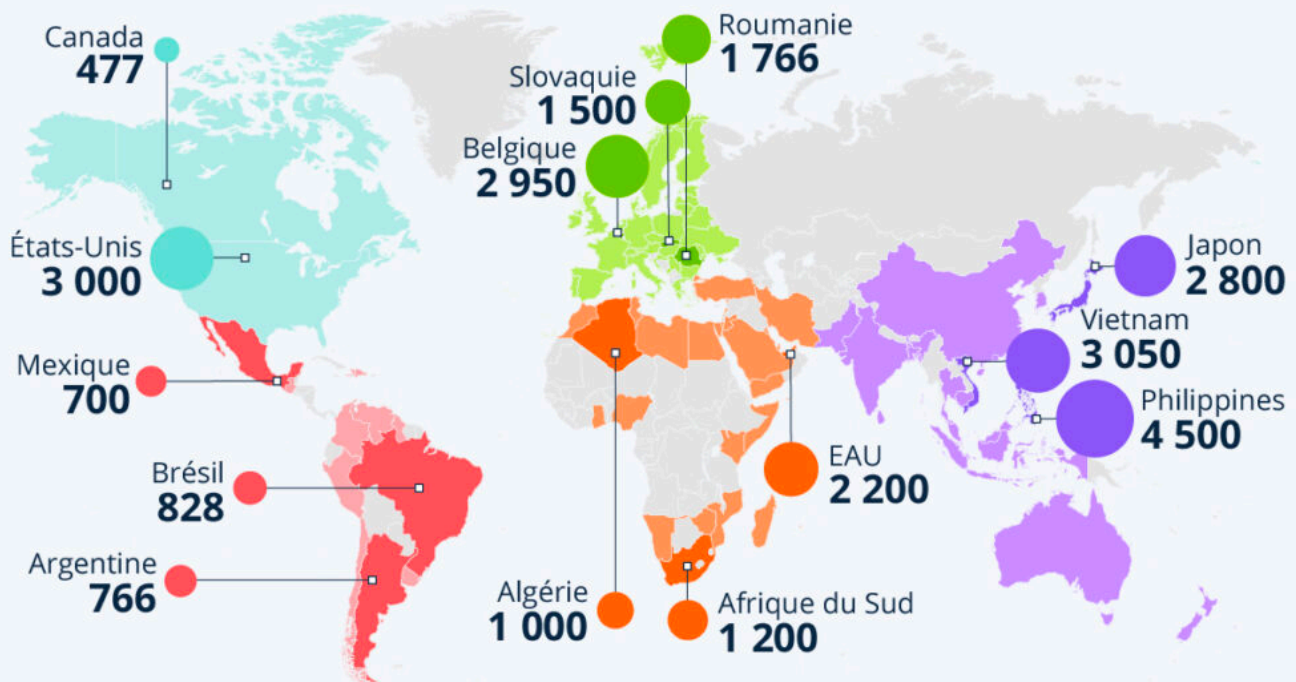 Canada
477
États-Unis
3 000
Mexique
700
Brésil
828
Argentine
766
Roumanie
1 766
Slovaquie
1 500
Belgique
2 950
Algérie
1 000
Afrique du Sud
1 200
EAU
2 200
Japon
2 800
Vietnam
3 050
Philippines
4 500